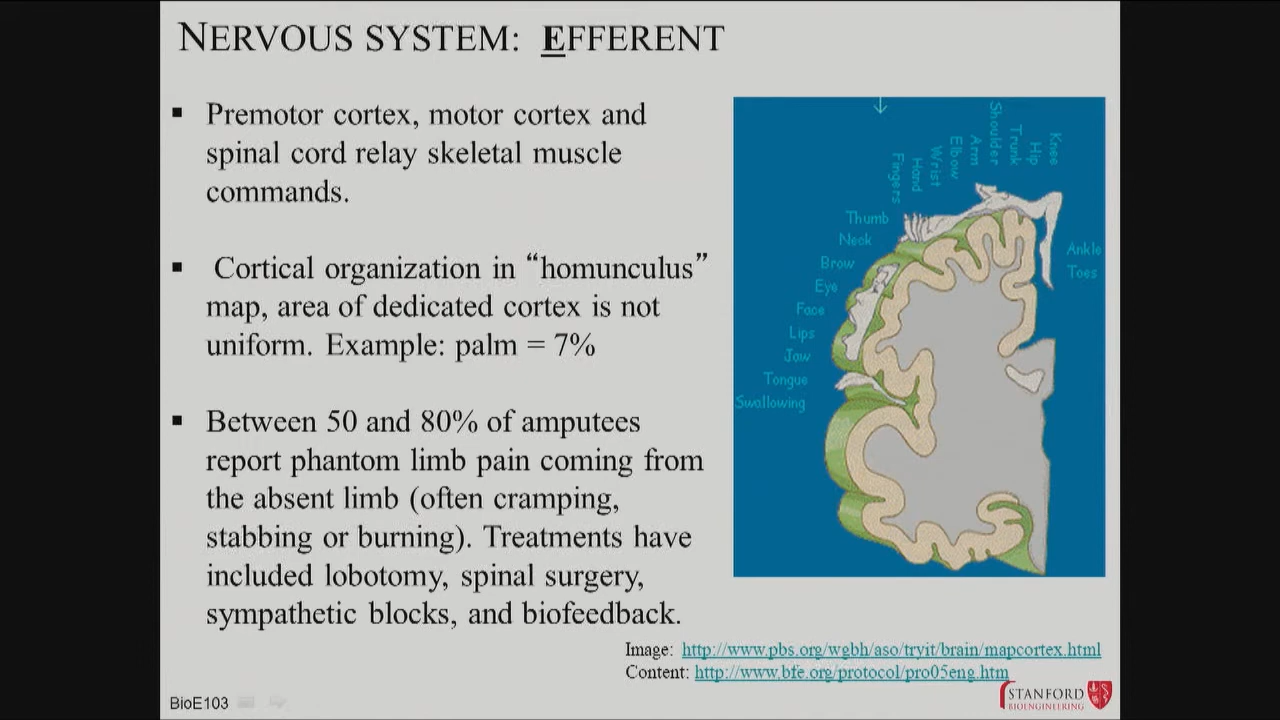 NERVOUS SYSTEM: EFFERENT
▪ Premotor cortex, motor cortex and
spinal cord relay skeletal muscle
commands.
▪ Cortical organization in “homunculus”
map, area of dedicated cortex is not
uniform. Example: palm = 7%
▪ Between 50 and 80% of amputees
report phantom limb pain coming from
the absent limb (often cramping,
stabbing or burning). Treatments have
included lobotomy, spinal surgery,
sympathetic blocks, and biofeedback.
Knee
Hip
Trunk
Shoulder
Arm
Elbow
Wrist
Hand
Fingers
Thumb
Neck
Brow
Eye
Face
Lips
Jaw
Tongue
Swallowing
Ankle
Toes
Image: http://www.pbs.org/wgbh/aso/tryit/brain/mapcortex.html
Content: http://www.bfe.org/protocol/pro05eng.htm
BioE103
STANFORD
BIOENGINEERING